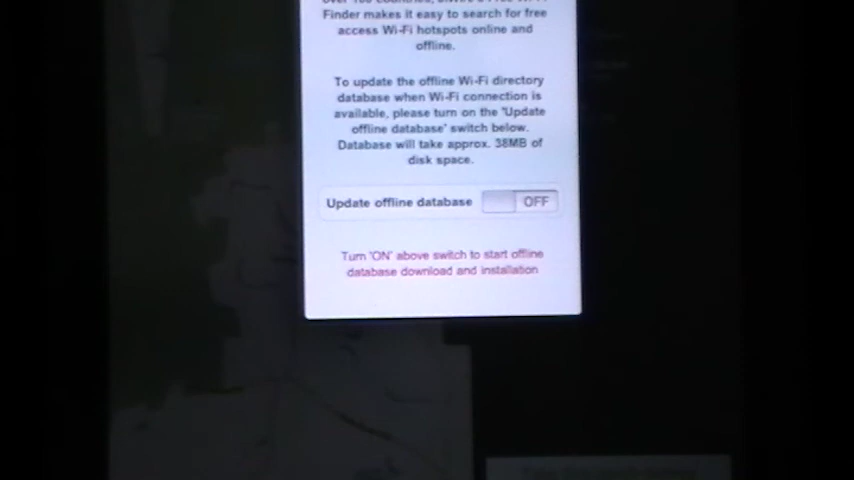 Finder makes it easy to search for free
access Wi-Fi hotspots online and
offline.
To update the offline Wi-Fi directory
database when Wi-Fi connection is
available, please turn on the 'Update
offline database' switch below.
Database will take approx. 38MB of
disk space.
Update offline database OFF
Turn 'ON' above switch to start offline
database download and installation